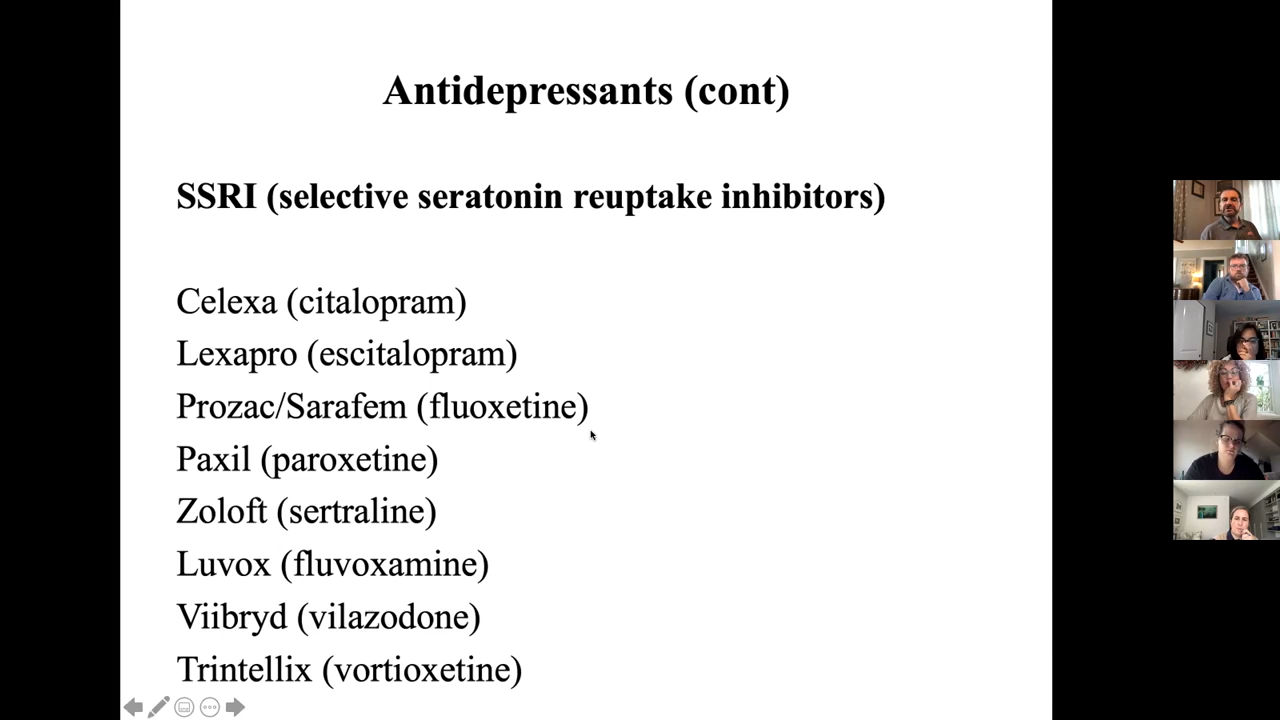 Antidepressants (cont)
SSRI (selective seratonin reuptake inhibitors)
Celexa (citalopram)
Lexapro (escitalopram)
Prozac/Sarafem (fluoxetine)
Paxil (paroxetine)
Zoloft (sertraline)
Luvox (fluvoxamine)
Viibryd (vilazodone)
Trintellix (vortioxetine)